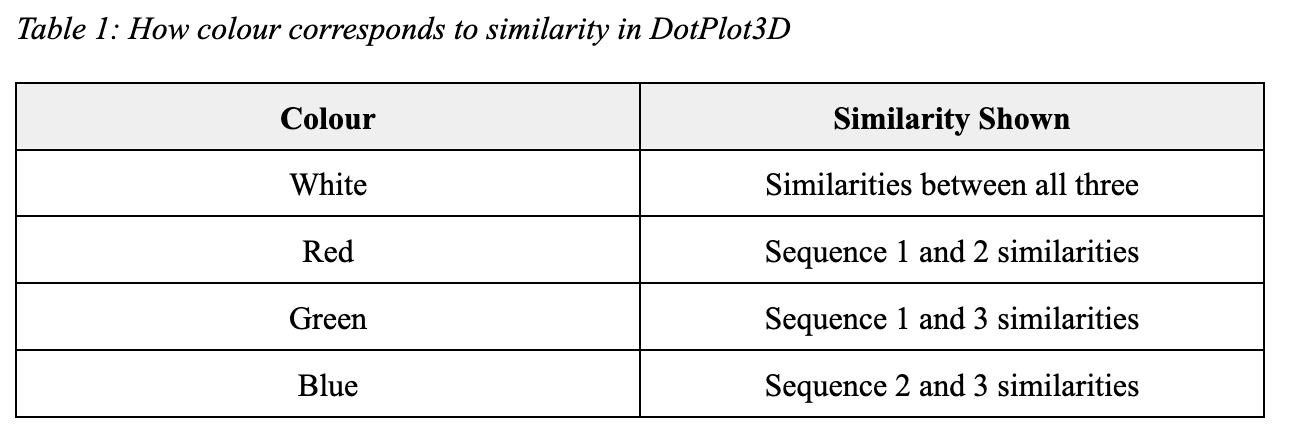 Table 1: How colour corresponds to similarity in DotPlot3D
Colour Similarity Shown
White Similarities between all three
Red Sequence 1 and 2 similarities
Green Sequence 1 and 3 similarities
Blue Sequence 2 and 3 similarities